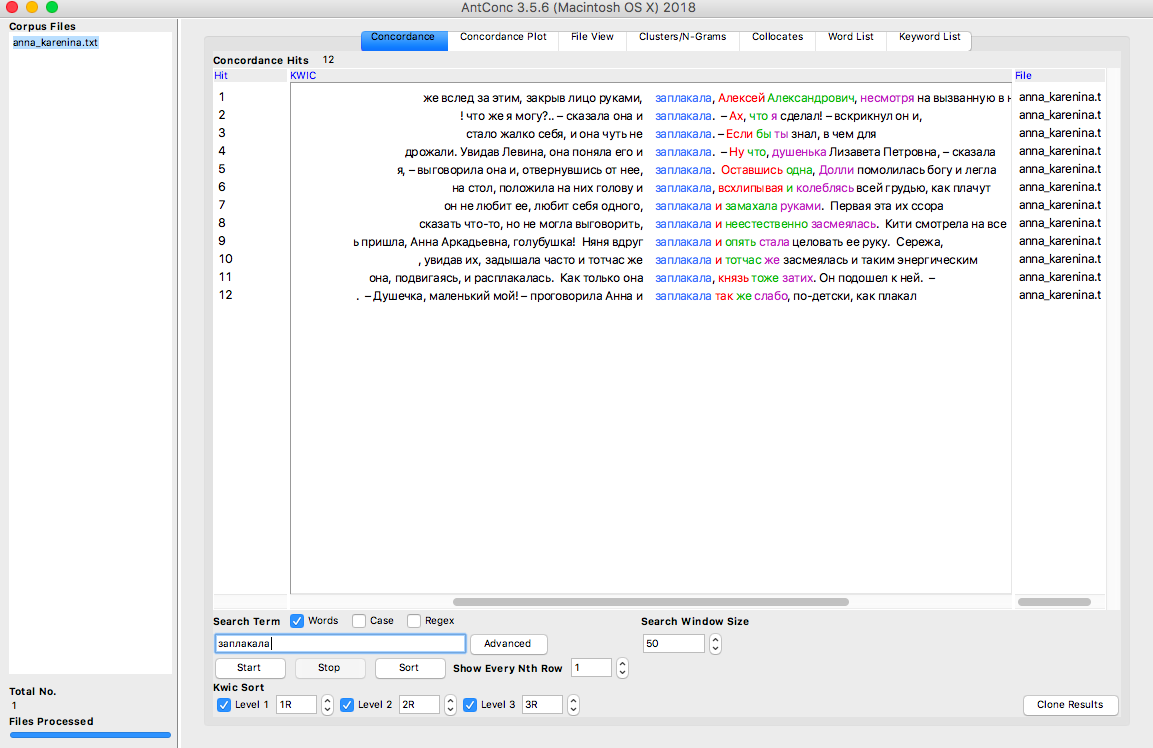 AntConc 3.5.6 (Macintosh OS X) 2018
Corpus Files
anna_karenina.txt
Concordance Concordance Plot File View Clusters/N-Grams Collocates Word List Keyword List
Concordance Hits 12
Hit KWIC File
1 же вслед за этим, закрыв лицо руками, заплакала, Алексей Александрович, несмотря на вызванную в н anna_karenina.t
2 ! что же я могу?.. – сказала она и заплакала. – Ах, что я сделал! – вскрикнул он и, anna_karenina.t
3 стало жалко себя, и она чуть не заплакала. – Если бы ты знал, в чем для anna_karenina.t
4 дрожали. Увидав Левина, она поняла его и заплакала. – Ну что, душенька Лизавета Петровна, – сказала anna_karenina.t
5 я, – выговорила она и, отвернувшись от нее, заплакала. Оставшись одна, Долли помолилась богу и легла anna_karenina.t
6 на стол, положила на них голову и заплакала, всхлипывая и колеблясь всей грудью, как плачут anna_karenina.t
7 он не любит ее, любит себя одного, заплакала и замахала руками. Первая эта их ссора anna_karenina.t
8 сказать что-то, но не могла выговорить, заплакала и неестественно засмеялась. Кити смотрела на все anna_karenina.t
9 ь пришла, Анна Аркадьевна, голубушка! Няня вдруг заплакала и опять стала целовать ее руку. Сережа, anna_karenina.t
10 , увидав их, задышала часто и тотчас же заплакала и тотчас же засмеялась и таким энергическим anna_karenina.t
11 она, подвигаясь, и расплакалась. Как только она заплакала, князь тоже затих. Он подошел к ней. – anna_karenina.t
12 . – Душечка, маленький мой! – проговорила Анна и заплакала так же слабо, по-детски, как плакал anna_karenina.t
Search Term Words Case Regex Search Window Size
заплакала Advanced 50
Start Stop Sort Show Every Nth Row 1
Kwic Sort
Level 1 1R Level 2 2R Level 3 3R Clone Results
Total No.
1
Files Processed